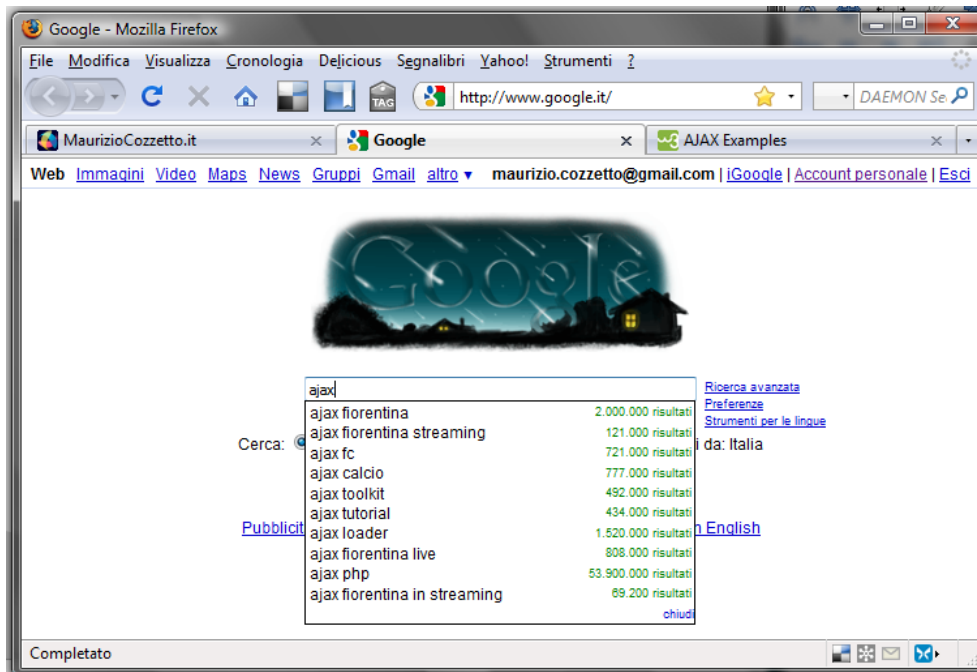 Google - Mozilla Firefox
File Modifica Visualizza Cronologia Delicious Segnalibri Yahoo! Strumenti ?
TAG http://www.google.it/ DAEMON Se
MaurizioCozzetto.it Google w3 AJAX Examples
Web Immagini Video Maps News Gruppi Gmail altro ▼ maurizio.cozzetto@gmail.com | iGoogle | Account personale | Esci
Google
ajax
Ricerca avanzata
Preferenze
Strumenti per le lingue
ajax fiorentina 2.000.000 risultati
ajax fiorentina streaming 121.000 risultati
Cerca: i da: Italia
ajax fc 721.000 risultati
ajax calcio 777.000 risultati
ajax toolkit 492.000 risultati
ajax tutorial 434.000 risultati
Pubblicit n English
ajax loader 1.520.000 risultati
ajax fiorentina live 808.000 risultati
ajax php 53.900.000 risultati
ajax fiorentina in streaming 69.200 risultati
chiudi
Completato